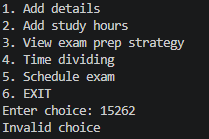 1. Add details
2. Add study hours
3. View exam prep strategy
4. Time dividing
5. Schedule exam
6. EXIT
Enter choice: 15262
Invalid choice